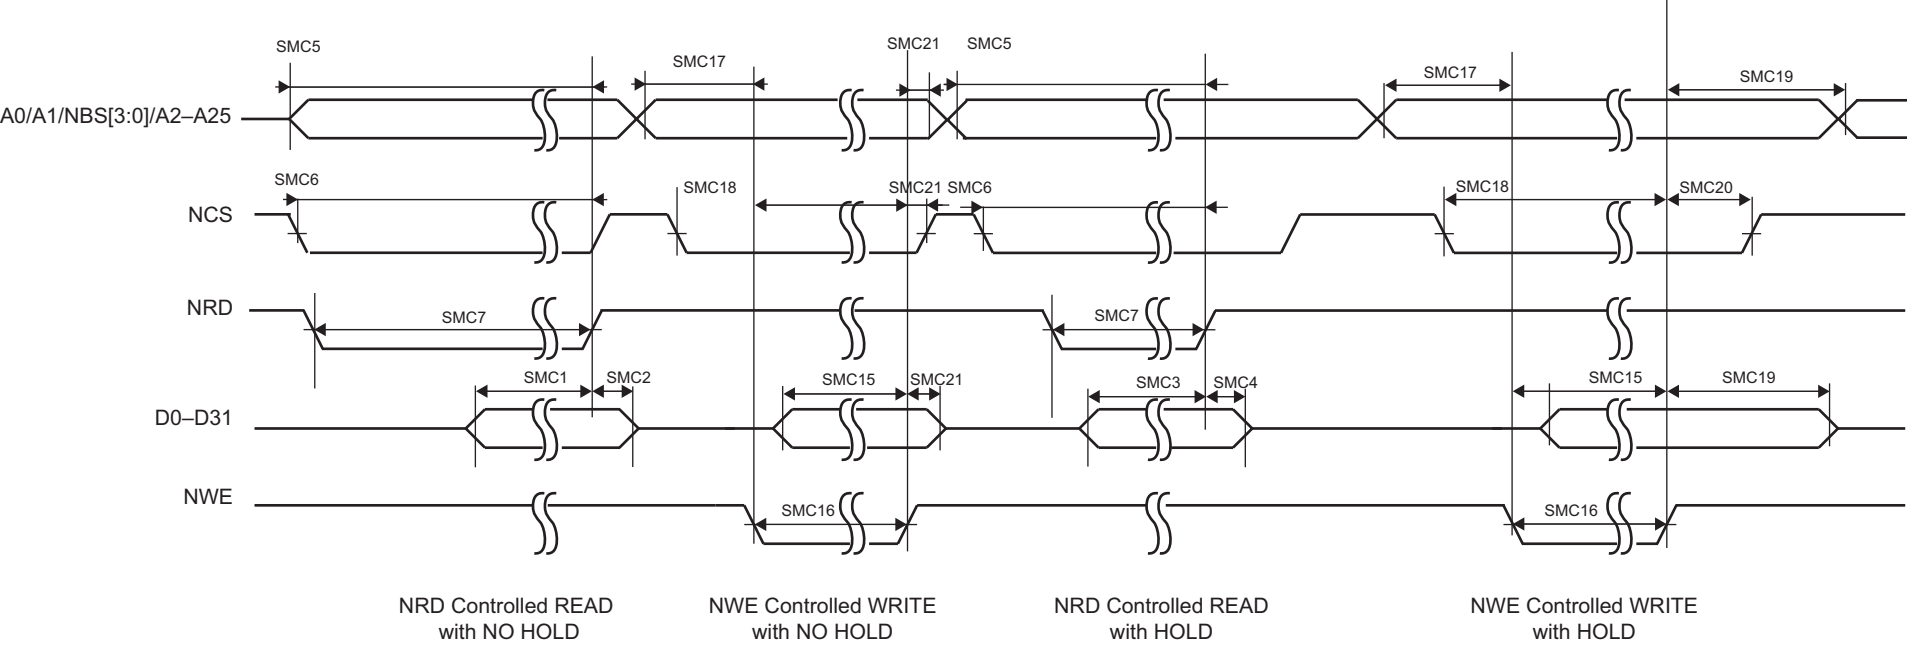 SMC21 SMC5
SMC5
SMC17
SMC17
SMC19
A0/A1/NBS[3:0]/A2–A25
SMC6
SMC18
SMC21 SMC6
SMC18
SMC20
NCS
NRD
SMC7
SMC7
SMC1
SMC2
SMC15
SMC21
SMC3
SMC4
SMC15
SMC19
D0–D31
NWE
SMC16
SMC16
NRD Controlled READ
with NO HOLD
NWE Controlled WRITE
with NO HOLD
NRD Controlled READ
with HOLD
NWE Controlled WRITE
with HOLD